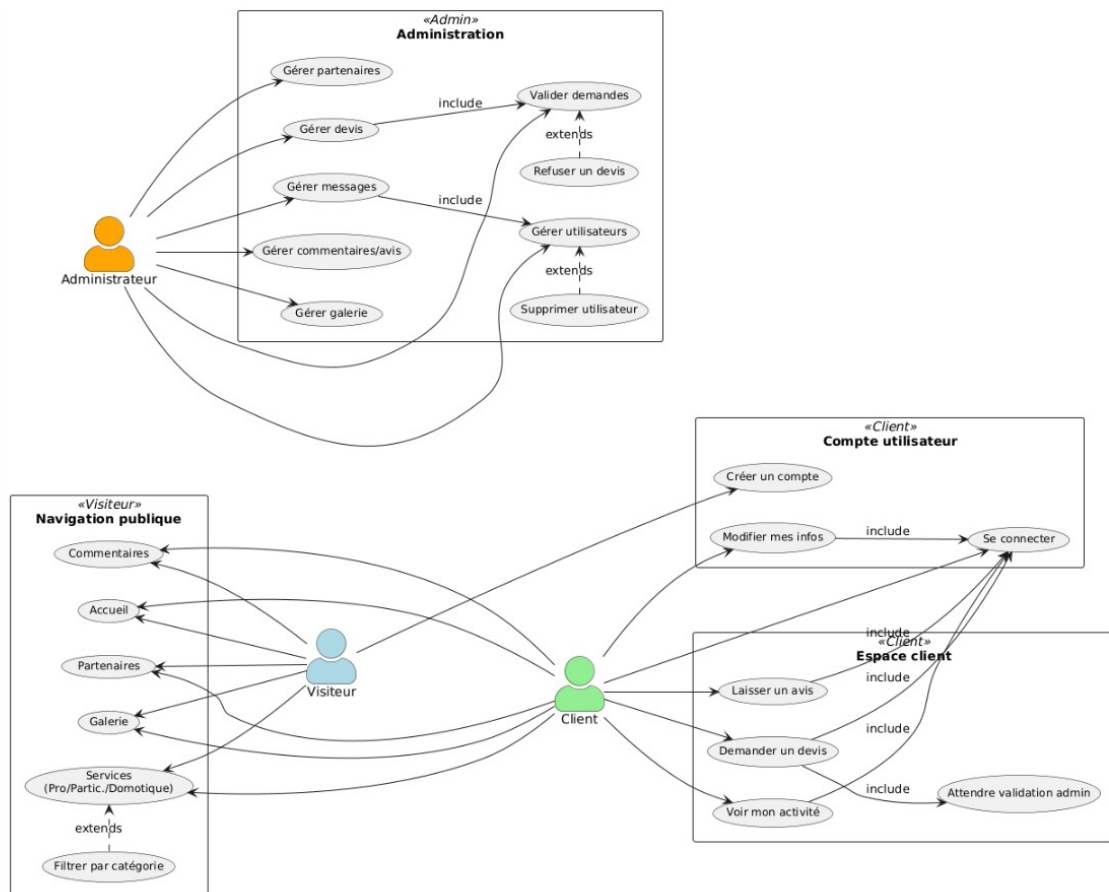 «Admin»
Administration
Gérer partenaires
Valider demandes
include
Gérer devis
extends
Refuser un devis
Gérer messages
include
Gérer utilisateurs
Gérer commentaires/avis
extends
Administrateur
Supprimer utilisateur
Gérer galerie
«Client»
Compte utilisateur
Créer un compte
Modifier mes infos
include
Se connecter
«Visiteur»
Navigation publique
Commentaires
Accueil
Partenaires
Galerie
Services
(Pro/Partic./Domotique)
extends
Filtrer par catégorie
Visiteur
Client
«Client»
Espace client
include
include
Laisser un avis
include
Demander un devis
include
Attendre validation admin
Voir mon activité